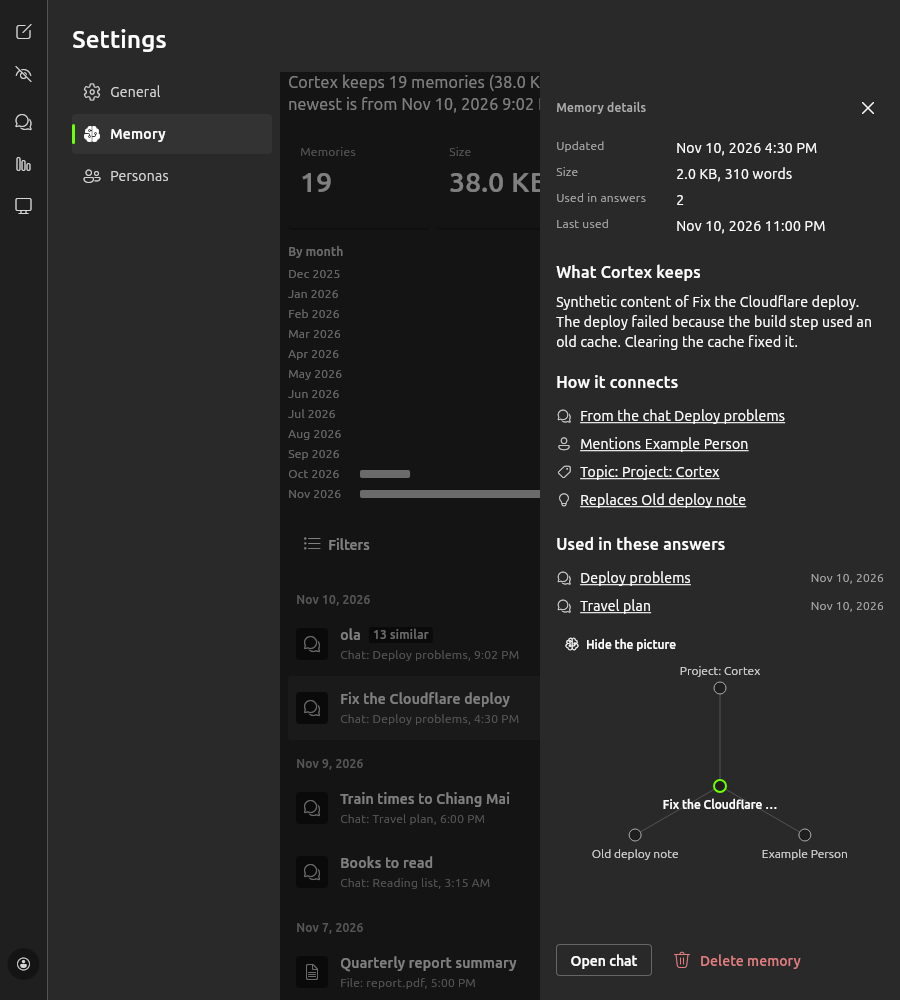 Settings
General
Memory
Personas
Cortex keeps 19 memories (38.0 K
newest is from Nov 10, 2026 9:02
Memories
Size
19
38.0 KB
By month
Dec 2025
Jan 2026
Feb 2026
Mar 2026
Apr 2026
May 2026
Jun 2026
Jul 2026
Aug 2026
Sep 2026
Oct 2026
Nov 2026
Filters
Nov 10, 2026
ola 13 similar
Chat: Deploy problems, 9:02 PM
Fix the Cloudflare deploy
Chat: Deploy problems, 4:30 PM
Nov 9, 2026
Train times to Chiang Mai
Chat: Travel plan, 6:00 PM
Books to read
Chat: Reading list, 3:15 AM
Nov 7, 2026
Quarterly report summary
File: report.pdf, 5:00 PM
Memory details
Updated Nov 10, 2026 4:30 PM
Size 2.0 KB, 310 words
Used in answers 2
Last used Nov 10, 2026 11:00 PM
What Cortex keeps
Synthetic content of Fix the Cloudflare deploy.
The deploy failed because the build step used an
old cache. Clearing the cache fixed it.
How it connects
From the chat Deploy problems
Mentions Example Person
Topic: Project: Cortex
Replaces Old deploy note
Used in these answers
Deploy problems Nov 10, 2026
Travel plan Nov 10, 2026
Hide the picture
Project: Cortex
Fix the Cloudflare ...
Old deploy note
Example Person
Open chat
Delete memory